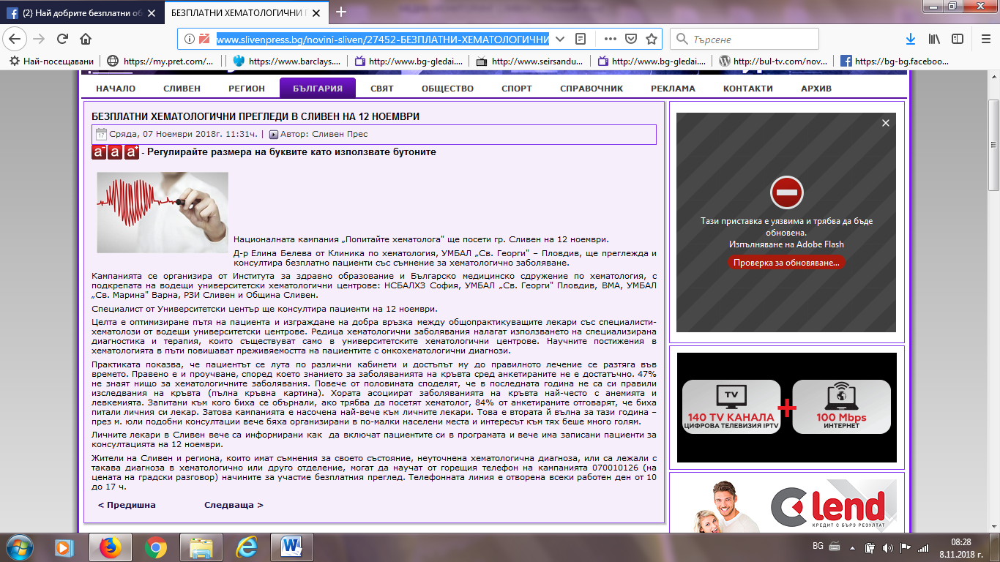 (2) Най добрите безплатни об
БЕЗПЛАТНИ ХЕМАТОЛОГИЧНИ П
www.slivenpress.bg/novini-sliven/27452-БЕЗПЛАТНИ-ХЕМАТОЛОГИЧНИ
Търсене
Най-посещавани
https://my.pret.com/...
https://www.barclays....
http://www.bg-gledai....
http://www.seirsandu...
http://www.bg-gledai....
http://bul-tv.com/nov...
https://bg-bg.faceboo...
НАЧАЛО СЛИВЕН РЕГИОН БЪЛГАРИЯ СВЯТ ОБЩЕСТВО СПОРТ СПРАВОЧНИК РЕКЛАМА КОНТАКТИ АРХИВ
БЕЗПЛАТНИ ХЕМАТОЛОГИЧНИ ПРЕГЛЕДИ В СЛИВЕН НА 12 НОЕМВРИ
17 Сряда, 07 Ноември 2018г. 11:31ч. | Автор: Сливен Прес
a- a a+ - Регулирайте размера на буквите като използвате бутоните
Националната кампания „Попитайте хематолога" ще посети гр. Сливен на 12 ноември.
Д-р Елина Белева от Клиника по хематология, УМБАЛ „Св. Георги" – Пловдив, ще преглежда и
консултира безплатно пациенти със съмнение за хематологично заболяване.
Кампанията се организира от Института за здравно образование и Българско медицинско сдружение по хематология, с
подкрепата на водещи университетски хематологични центрове: НСБАЛХЗ София, УМБАЛ „Св. Георги" Пловдив, ВМА, УМБАЛ
„Св. Марина" Варна, РЗИ Сливен и Община Сливен.
Специалист от Университетски център ще консултира пациенти на 12 ноември.
Целта е оптимизиране пътя на пациента и изграждане на добра връзка между общопрактикуващите лекари със специалисти-
хематолози от водещи университетски центрове. Редица хематологични заболявания налагат използването на специализирана
диагностика и терапия, които съществуват само в университетските хематологични центрове. Научните постижения в
хематологията в пъти повишават преживяемостта на пациентите с онкохематологични диагнози.
Практиката показва, че пациентът се лута по различни кабинети и достъпът му до правилното лечение се разтяга във
времето. Правено е и проучване, според което знанието за заболяванията на кръвта сред анкетираните не е достатъчно. 47%
не знаят нищо за хематологичните заболявания. Повече от половината споделят, че в последната година не са си правили
изследвания на кръвта (пълна кръвна картина). Хората асоциират заболяванията на кръвта най-често с анемията и
левкемията. Запитани към кого биха се обърнали, ако трябва да посетят хематолог, 84% от анкетираните отговарят, че биха
питали личния си лекар. Затова кампанията е насочена най-вече към личните лекари. Това е втората й вълна за тази година –
през м. юли подобни консултации вече бяха организирани в по-малки населени места и интересът към тях беше много голям.
Личните лекари в Сливен вече са информирани как да включат пациентите си в програмата и вече има записани пациенти за
консултацията на 12 ноември.
Жители на Сливен и региона, които имат съмнения за своето състояние, неуточнена хематологична диагноза, или са лежали с
такава диагноза в хематологично или друго отделение, могат да научат от горещия телефон на кампанията 070010126 (на
цената на градски разговор) начините за участие безплатния преглед. Телефонната линия е отворена всеки работен ден от 10
до 17 ч.
< Предишна Следваща >
Тази приставка е уязвима и трябва да бъде
обновена.
Изпълняване на Adobe Flash
Проверка за обновяване...
TV
140 TV КАНАЛА
ЦИФРОВА ТЕЛЕВИЗИЯ IPTV
+
100 Mbps
ИНТЕРНЕТ
Clend
КРЕДИТ С БЪРЗ РЕЗУЛТАТ
BG
08:28
8.11.2018 г.